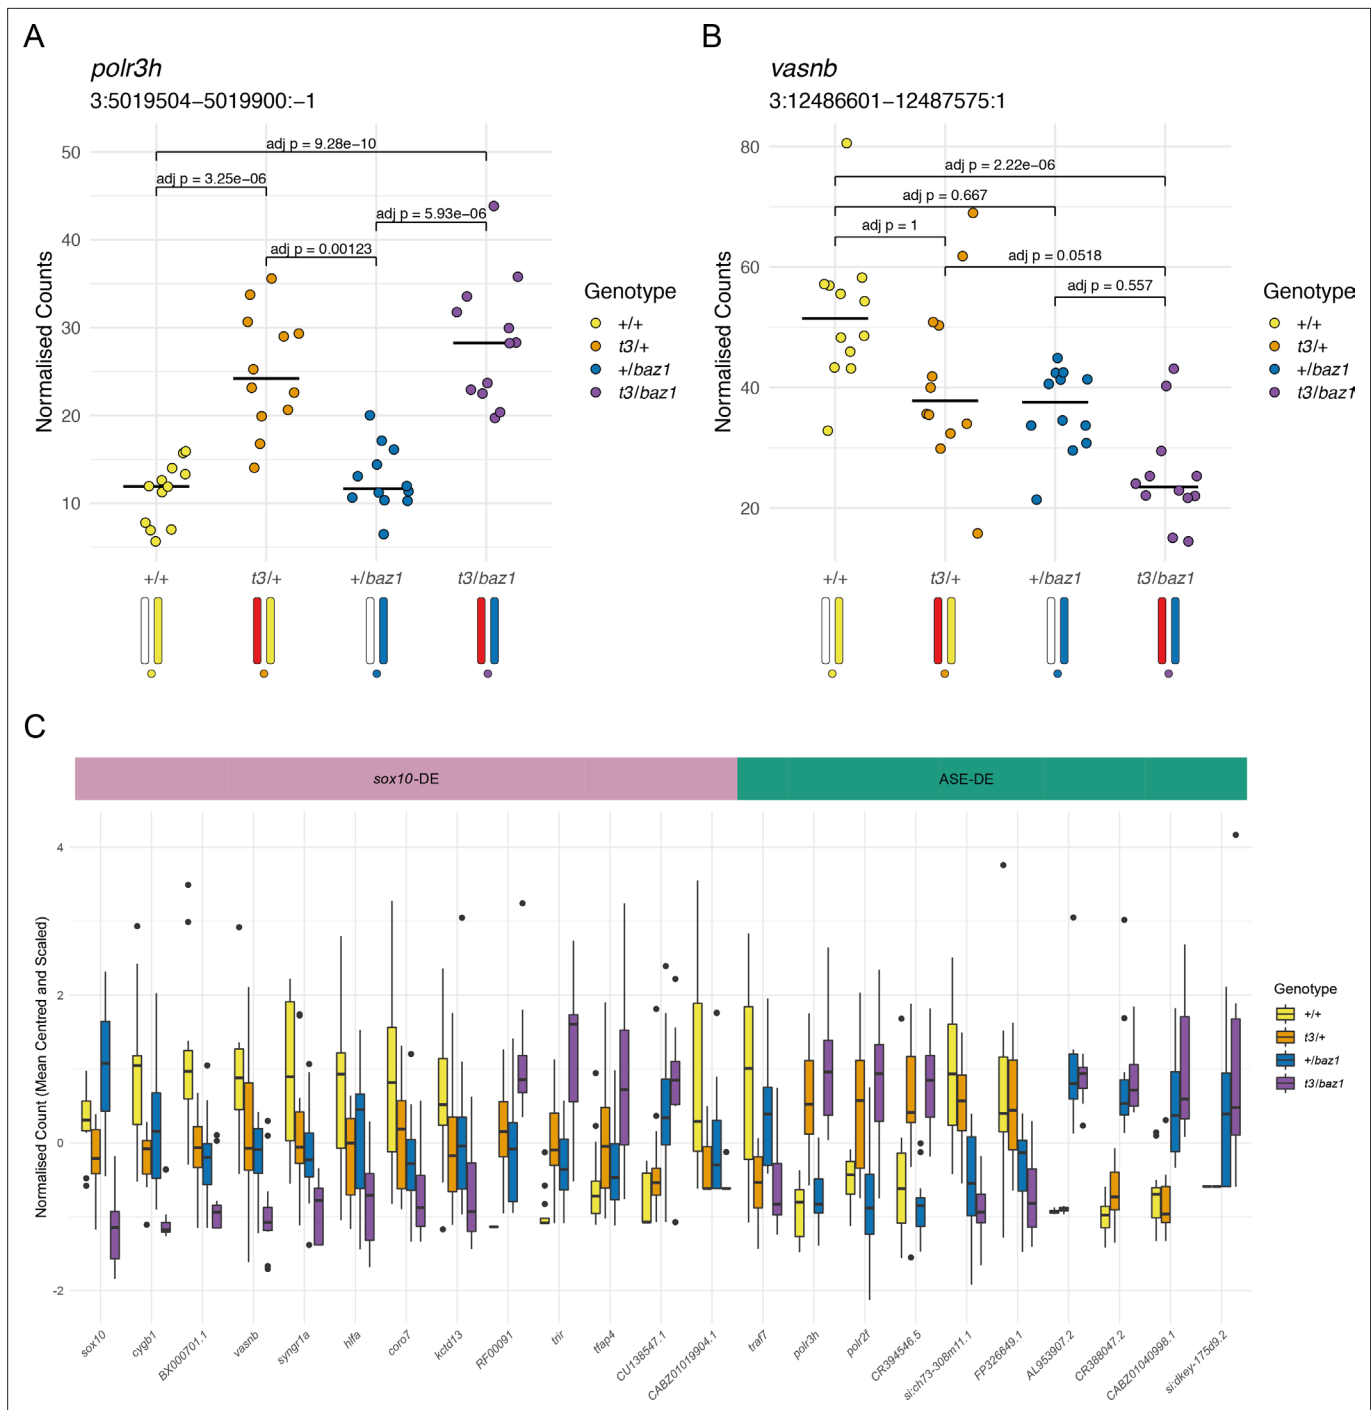 A
polr3h
3:5019504–5019900:–1
Normalised Counts
50
40
30
20
10
adj p = 9.28e–10
adj p = 3.25e–06
adj p = 5.93e–06
adj p = 0.00123
+/+
t3/+
+/baz1
t3/baz1
Genotype
+/+
t3/+
+/baz1
t3/baz1
B
vasnb
3:12486601–12487575:1
Normalised Counts
80
60
40
20
adj p = 2.22e–06
adj p = 0.667
adj p = 1
adj p = 0.0518
adj p = 0.557
+/+
t3/+
+/baz1
t3/baz1
Genotype
+/+
t3/+
+/baz1
t3/baz1
C
sox10-DE
ASE-DE
Normalised Count (Mean Centred and Scaled)
4
2
0
-2
sox10
cygb1
BX000701.1
vasnb
syngr1a
hlfa
coro7
kctd13
RF00091
trir
tfap4
CU138547.1
CABZ01019904.1
traf7
polr3h
polr2f
CR394546.5
si:ch73-308m11.1
FP326649.1
AL953907.2
CR388047.2
CABZ01040998.1
si:dkey-175d9.2
Genotype
+/+
t3/+
+/baz1
t3/baz1